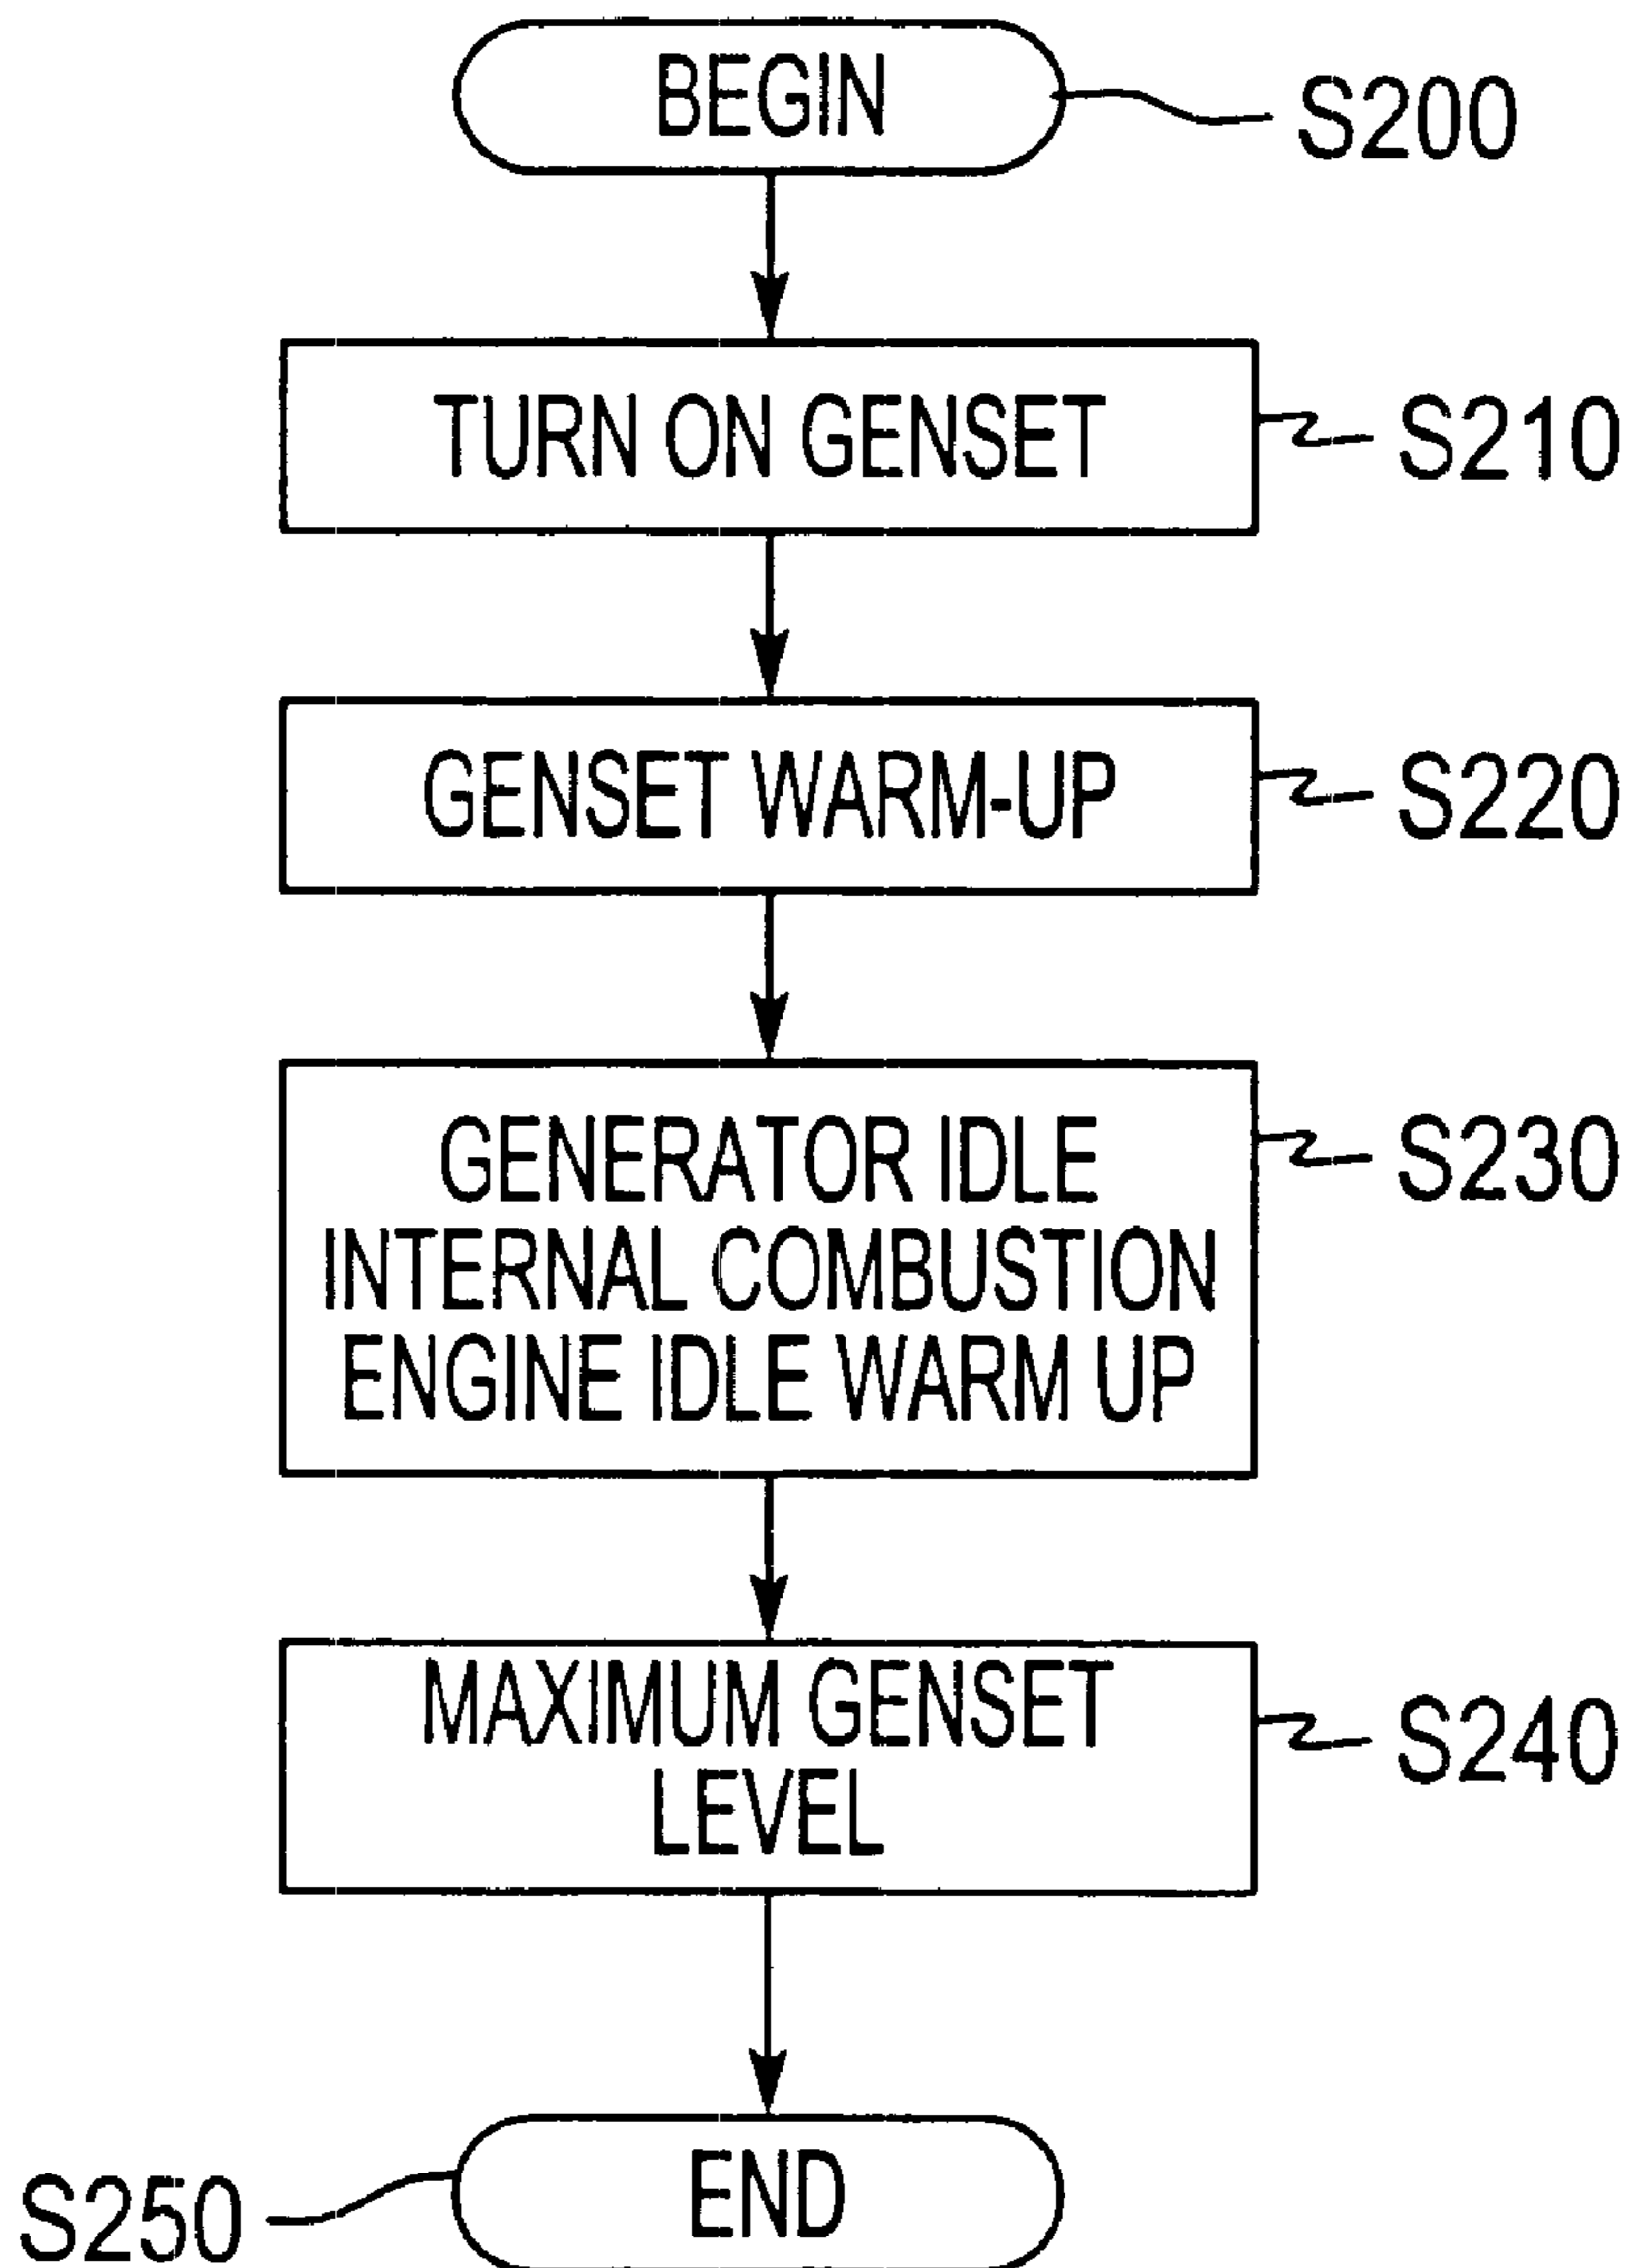 BEGIN
S200
TURN ON GENSET
S210
GENSET WARM-UP
S220
GENERATOR IDLE
S230
INTERNAL COMBUSTION
ENGINE IDLE WARM UP
MAXIMUM GENSET
S240
LEVEL
END
S250